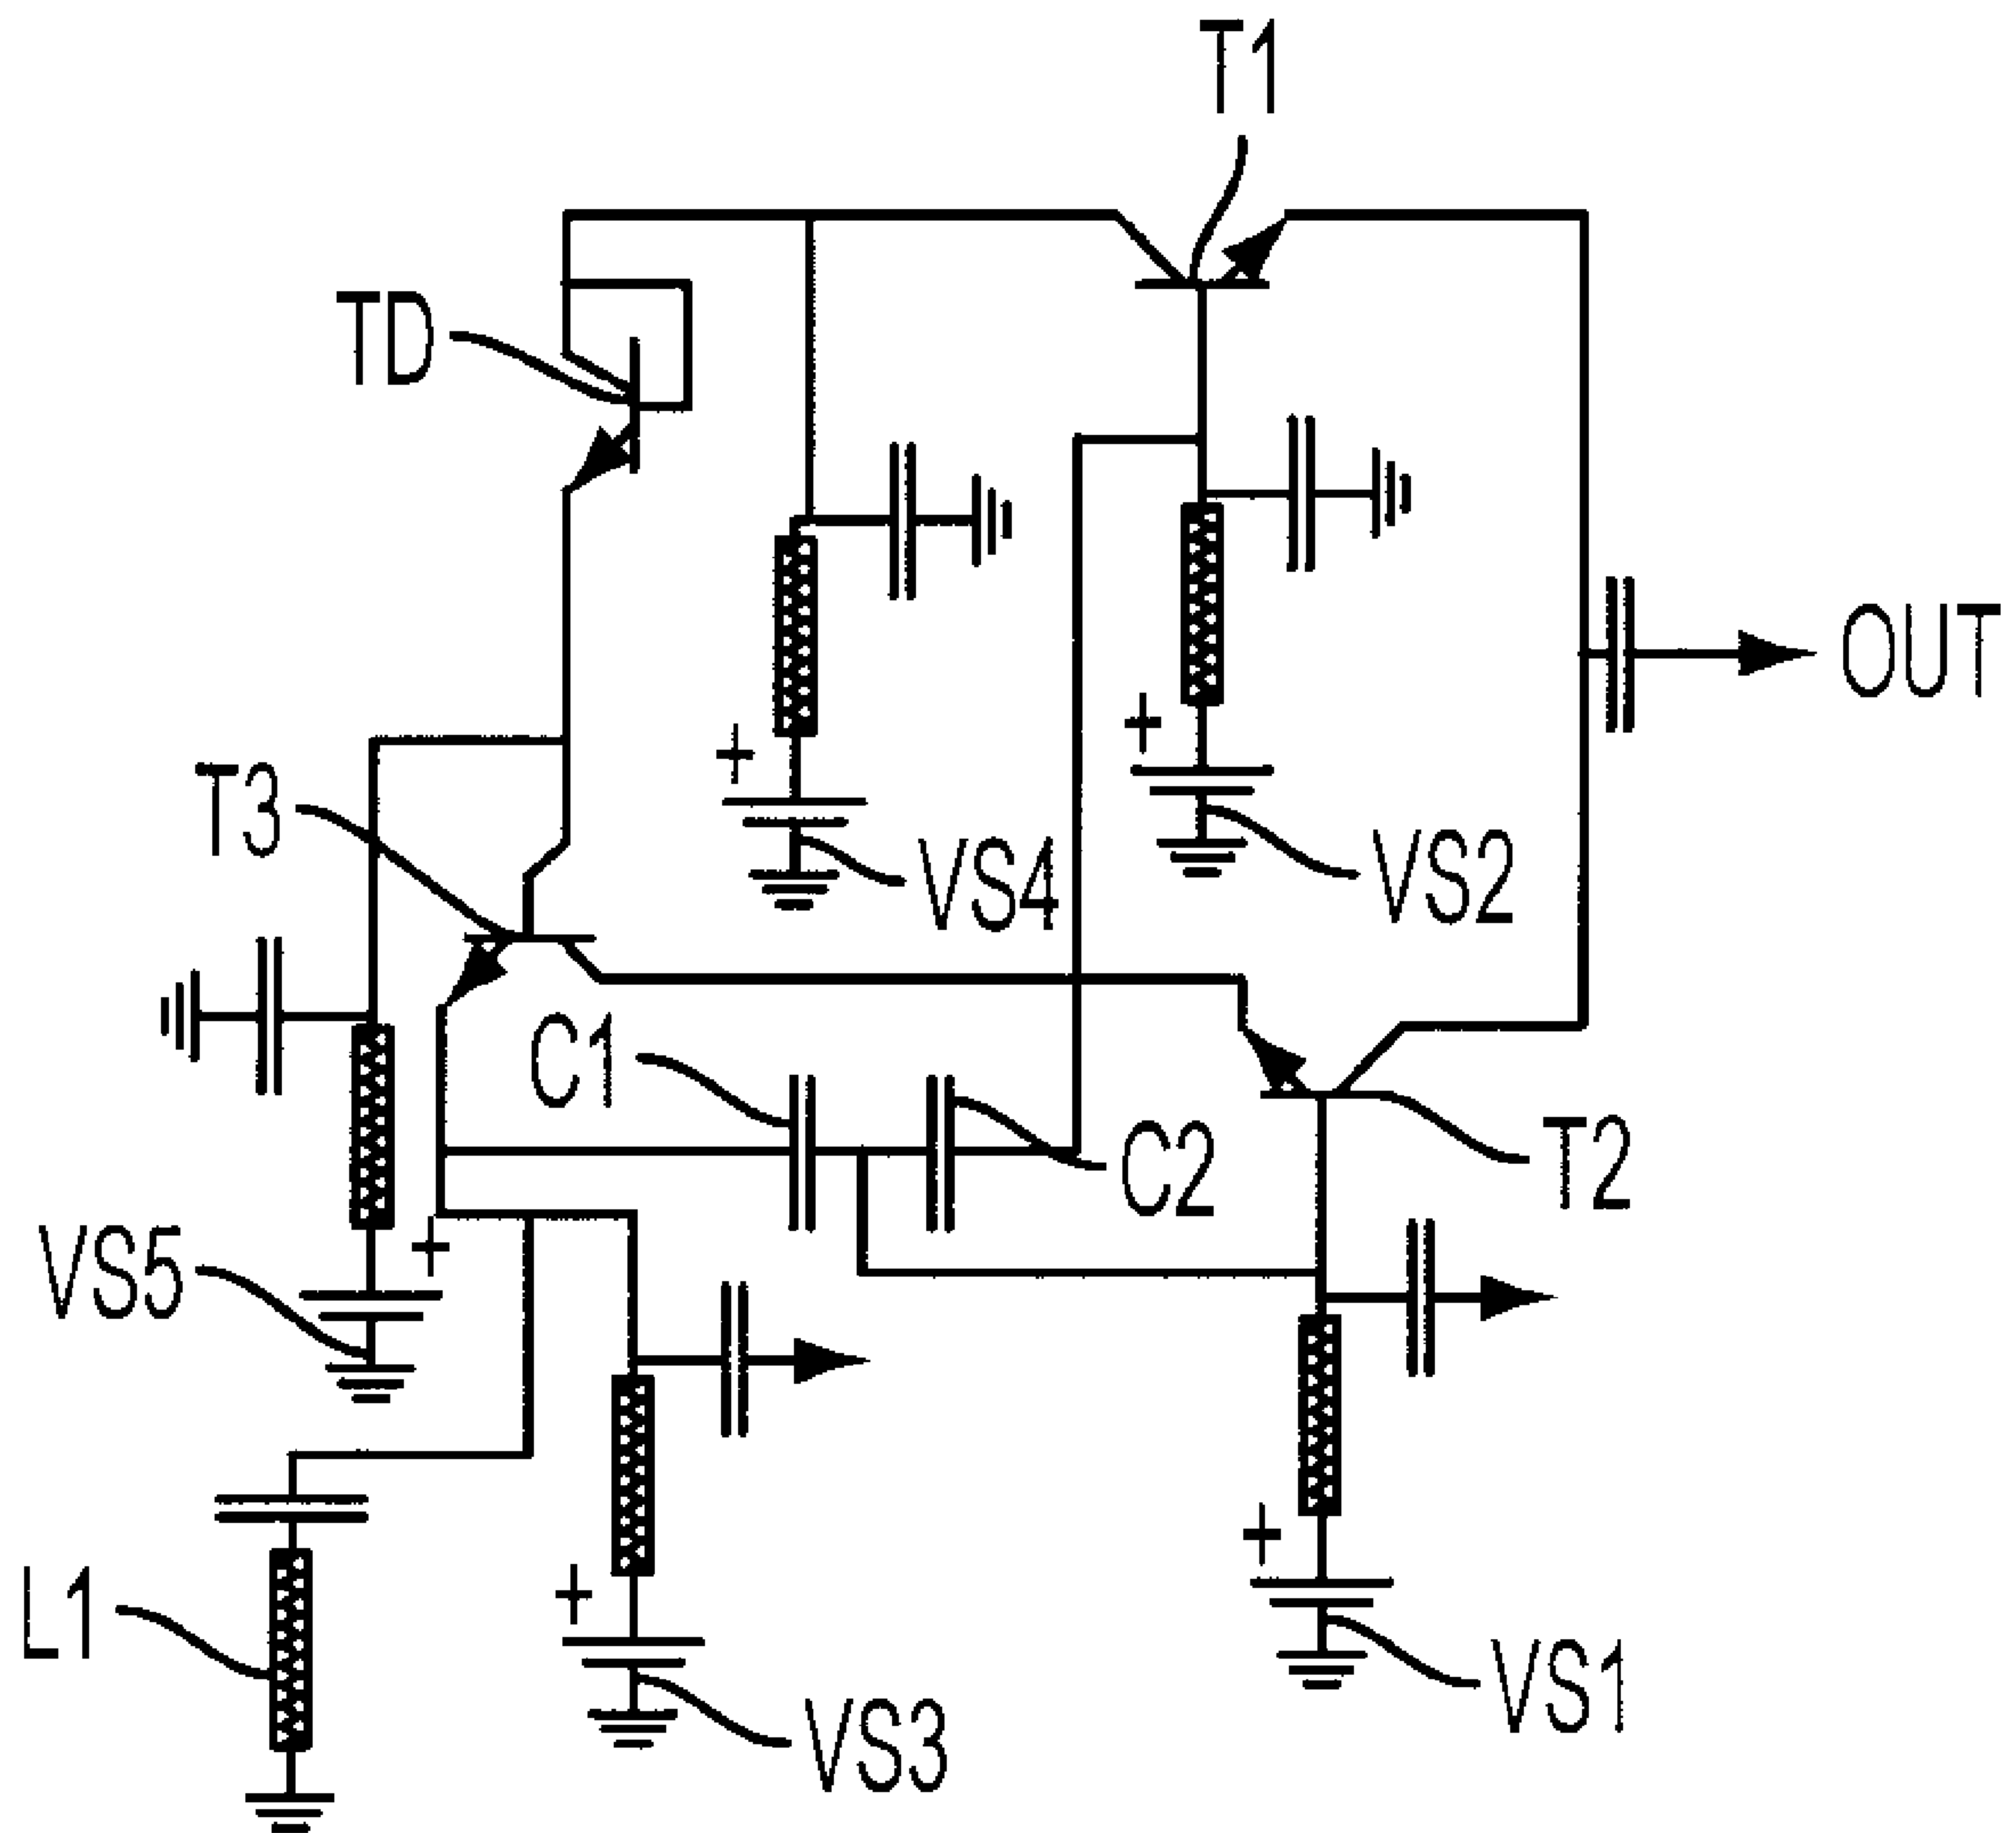 T1
TD
OUT
T3
VS4
VS2
C1
C2
T2
VS5
L1
VS3
VS1
+
+
+
+
+